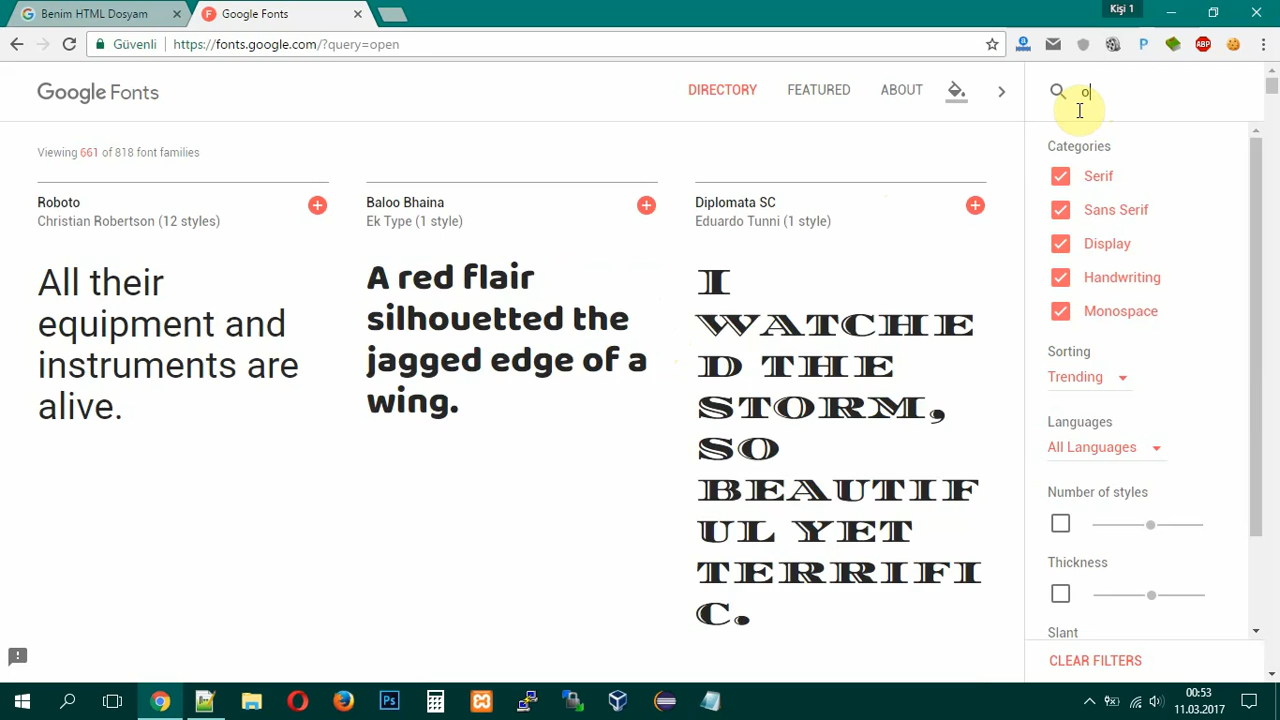 Benim HTML Dosyam
Google Fonts
Kişi 1
Güvenli
https://fonts.google.com/?query=open
ABP
Google Fonts
DIRECTORY
FEATURED
ABOUT
o
Viewing 661 of 818 font families
Roboto
Christian Robertson (12 styles)
All their
equipment and
instruments are
alive.
Baloo Bhaina
Ek Type (1 style)
A red flair
silhouetted the
jagged edge of a
wing.
Diplomata SC
Eduardo Tunni (1 style)
I
WATCHE
D THE
STORM,
SO
BEAUTIF
UL YET
TERRIFI
C.
Categories
Serif
Sans Serif
Display
Handwriting
Monospace
Sorting
Trending
Languages
All Languages
Number of styles
Thickness
Slant
CLEAR FILTERS
Ps
00:53
11.03.2017